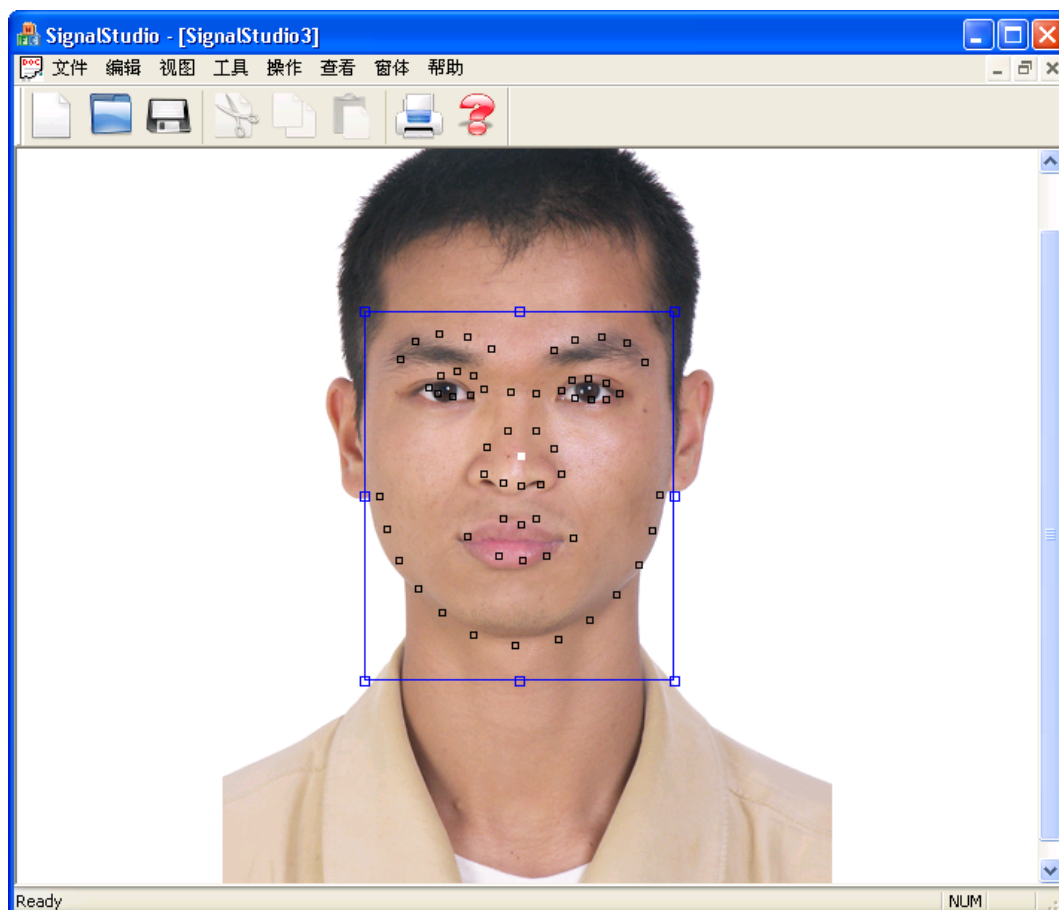 SignalStudio - [SignalStudio3]
DOC
文件 编辑 视图 工具 操作 查看 窗体 帮助
Ready NUM